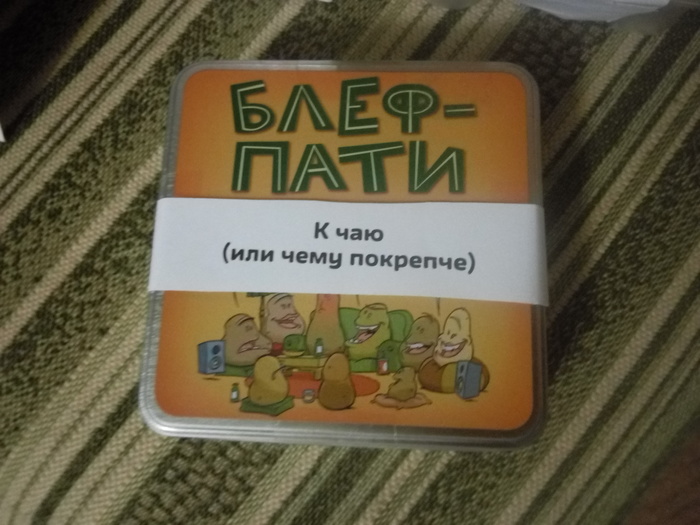 БЛЕФ-
ПАТИ
К чаю
(или чему покрепче)